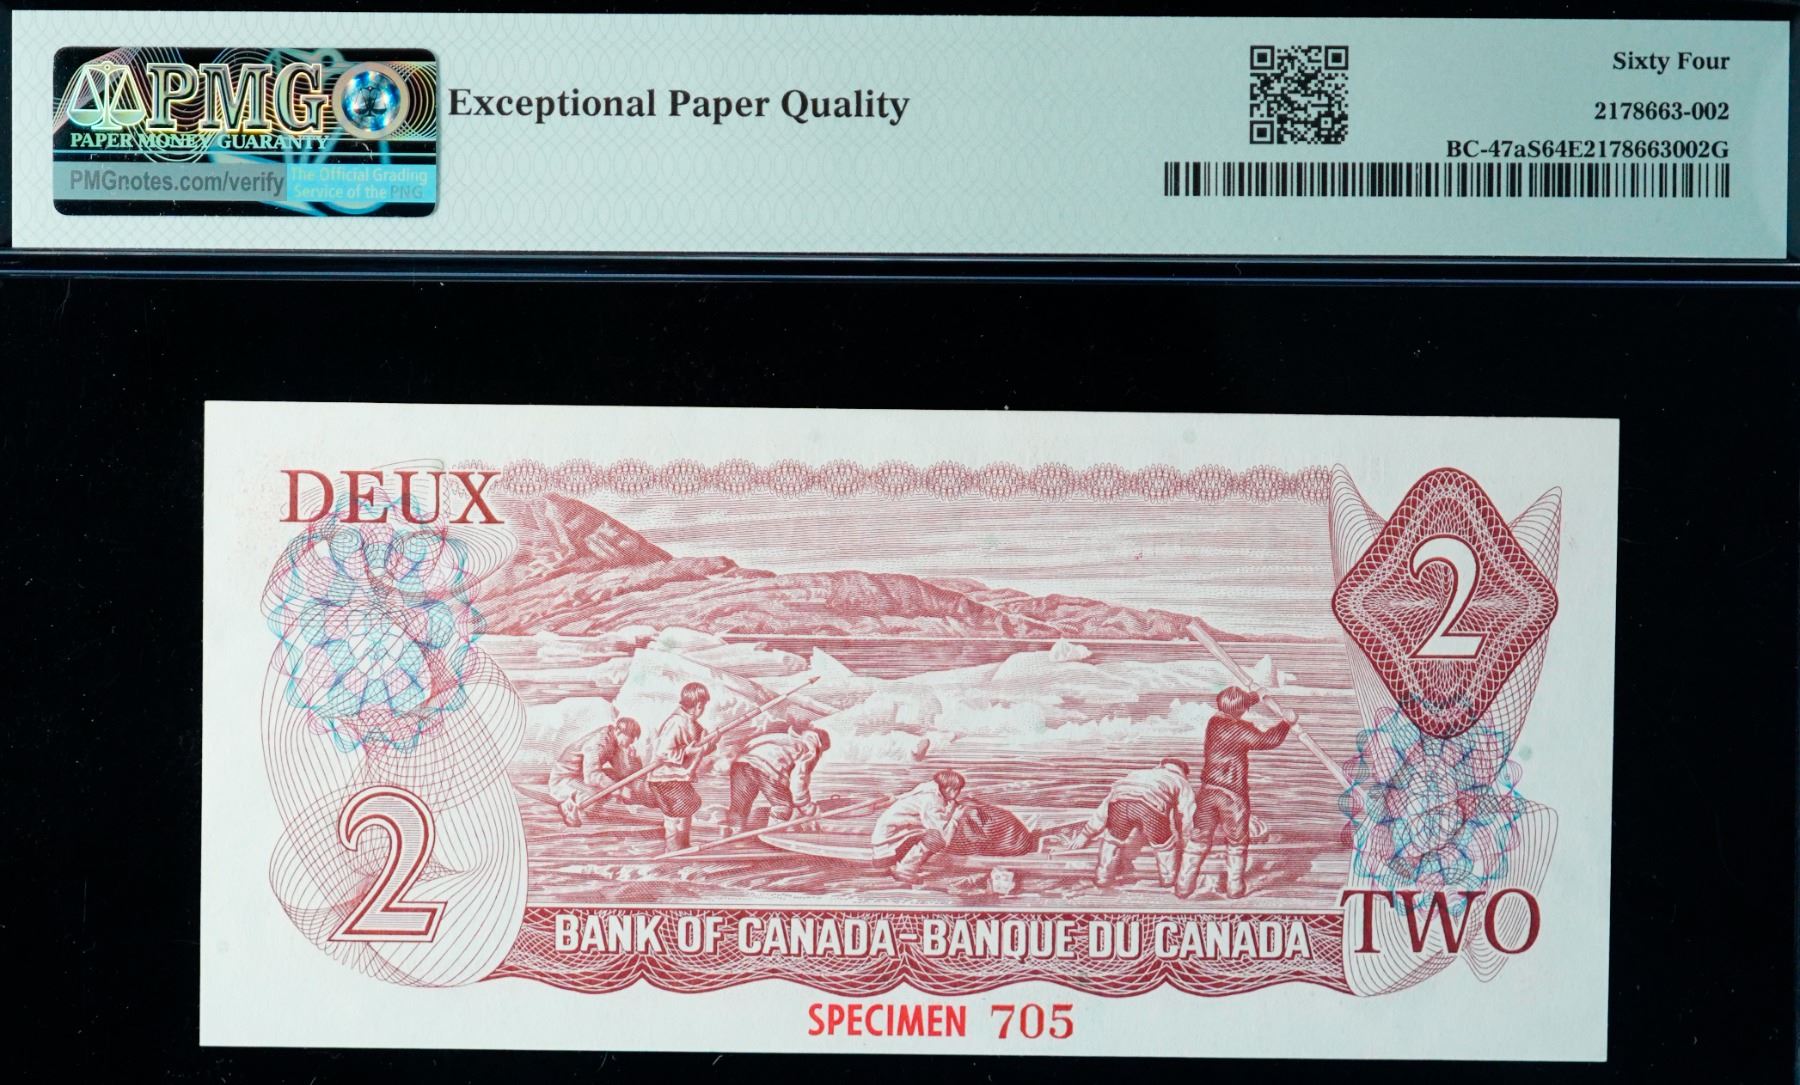 PMG
PAPER MONEY GUARANTY
PMGnotes.com/verify
The Official Grading
Service of the PNG
Exceptional Paper Quality
Sixty Four
2178663-002
BC-47aS64E2178663002G
DEUX
2
2
BANK OF CANADA-BANQUE DU CANADA
TWO
SPECIMEN 705